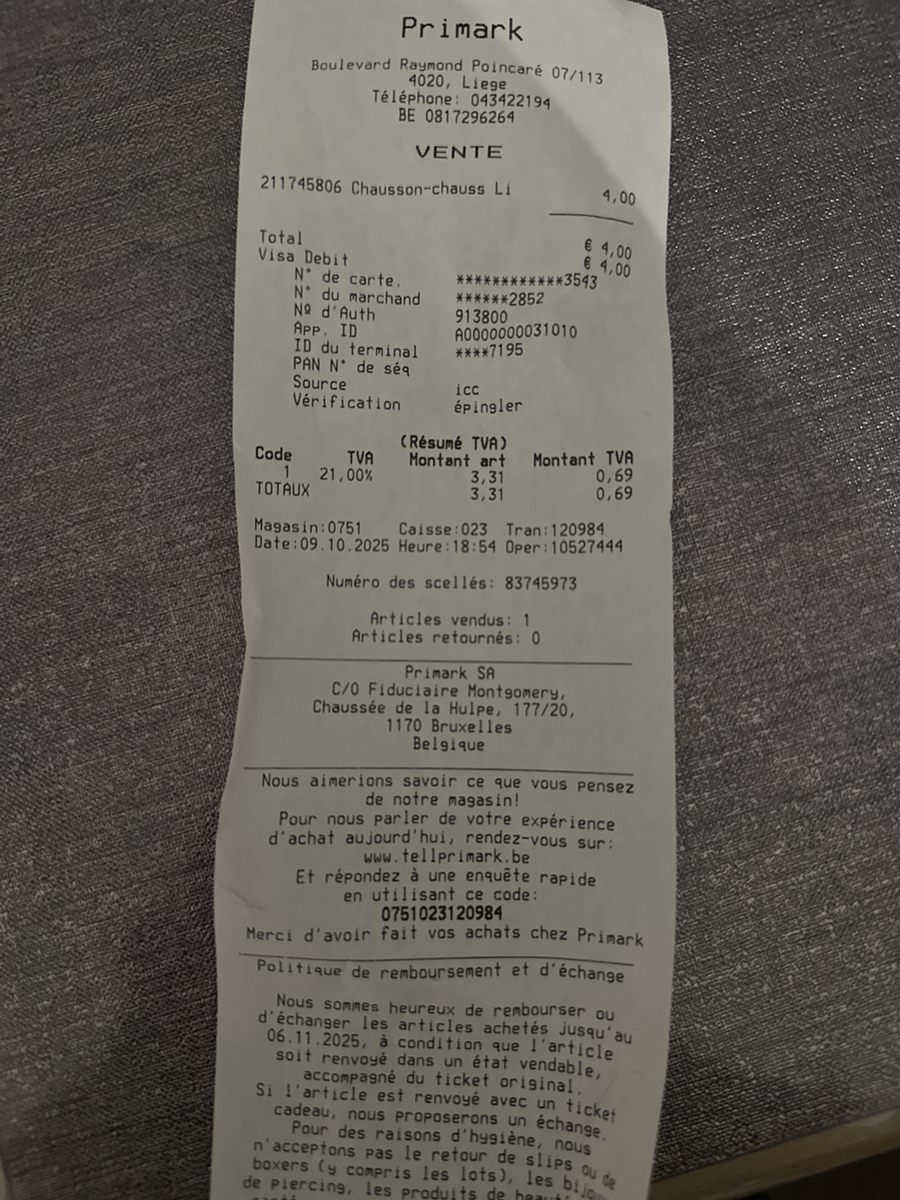 Primark
Boulevard Raymond Poincaré 07/113
4020, Liege
Téléphone: 043422194
BE 0817296264
VENTE
211745806 Chausson-chauss Li 4,00
Total € 4,00
Visa Debit € 4,00
N° de carte. ************3543
N° du marchand ******2852
Nº d'Auth 913800
App. ID A0000000031010
ID du terminal ****7195
PAN N° de séq
Source icc
Vérification épingler
(Résumé TVA)
Code TVA Montant art Montant TVA
1 21,00% 3,31 0,69
TOTAUX 3,31 0,69
Magasin:0751 Caisse:023 Tran:120984
Date:09.10.2025 Heure:18:54 Oper:10527444
Numéro des scellés: 83745973
Articles vendus: 1
Articles retournés: 0
Primark SA
C/O Fiduciaire Montgomery,
Chaussée de la Hulpe, 177/20,
1170 Bruxelles
Belgique
Nous aimerions savoir ce que vous pensez
de notre magasin!
Pour nous parler de votre expérience
d'achat aujourd'hui, rendez-vous sur:
www.tellprimark.be
Et répondez à une enquête rapide
en utilisant ce code:
0751023120984
Merci d'avoir fait vos achats chez Primark
Politique de remboursement et d'échange
Nous sommes heureux de rembourser ou
d'échanger les articles achetés jusqu'au
06.11.2025, à condition que l'article
soit renvoyé dans un état vendable,
accompagné du ticket original.
Si l'article est renvoyé avec un ticket
cadeau, nous proposerons un échange.
Pour des raisons d'hygiène, nous
n'acceptons pas le retour de slips ou de
boxers (y compris les lots), les
de piercing, les produits de